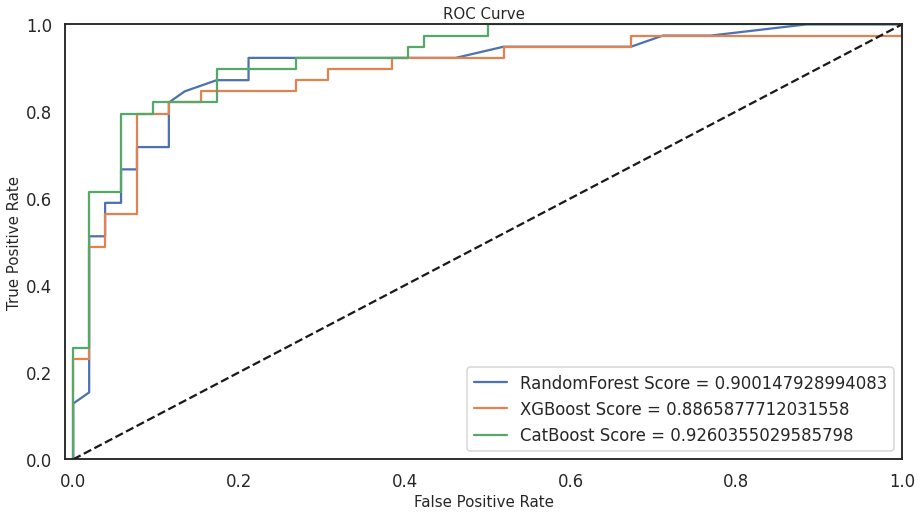 ROC Curve
1.0
0.8
0.6
0.4
0.2
0.0
True Positive Rate
RandomForest Score = 0.900147928994083
XGBoost Score = 0.8865877712031558
CatBoost Score = 0.9260355029585798
0.0 0.2 0.4 0.6 0.8 1.0
False Positive Rate